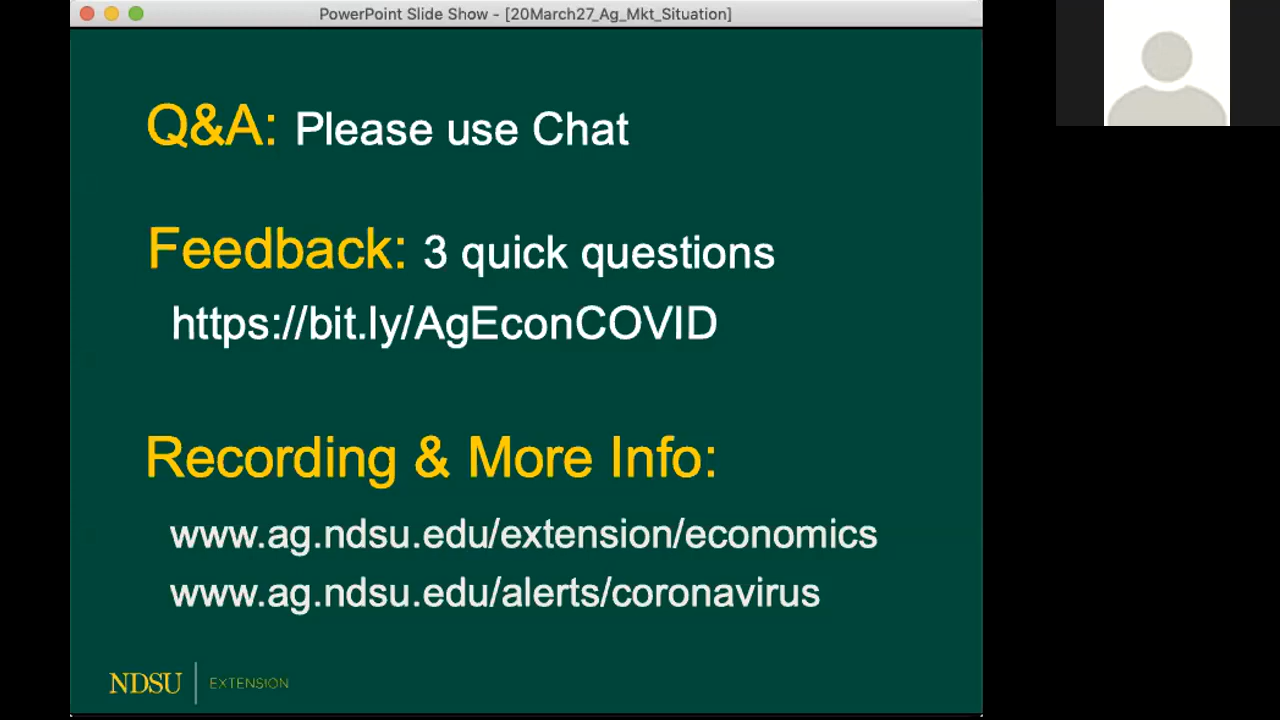 PowerPoint Slide Show - [20March27_Ag_Mkt_Situation]
Q&A: Please use Chat
Feedback: 3 quick questions
https://bit.ly/AgEconCOVID
Recording & More Info:
www.ag.ndsu.edu/extension/economics
www.ag.ndsu.edu/alerts/coronavirus
NDSU EXTENSION